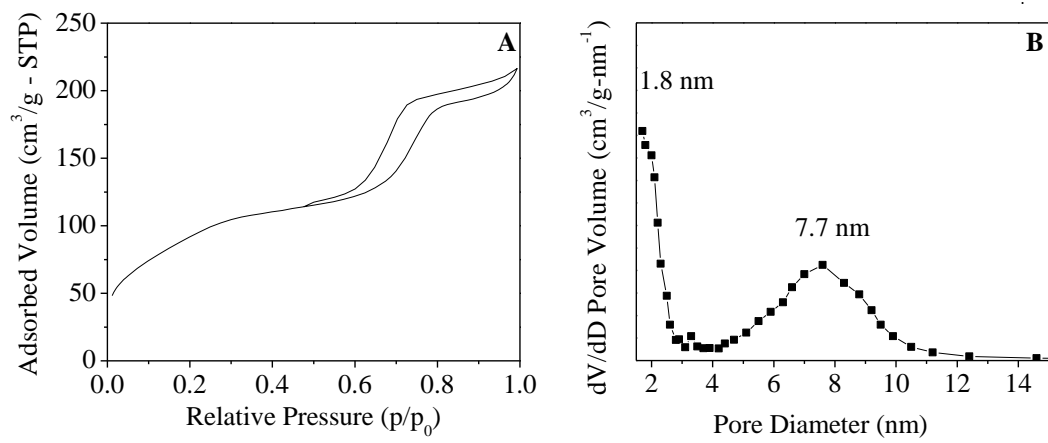 A
250
200
150
100
50
0
0.0 0.2 0.4 0.6 0.8 1.0
Adsorbed Volume (cm³/g - STP)
Relative Pressure (p/p₀)
B
1.8 nm
7.7 nm
2 4 6 8 10 12 14
dV/dD Pore Volume (cm³/g-nm⁻¹)
Pore Diameter (nm)